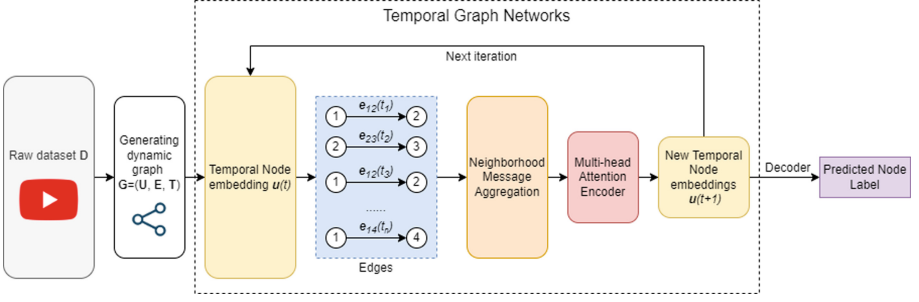 Temporal Graph Networks
Next iteration
Raw dataset D
Generating
dynamic
graph
G=(U, E, T)
Temporal Node
embedding u(t)
e12(t1)
1 2
e23(t2)
2 3
e12(t3)
1 2
......
e14(tn)
1 4
Edges
Neighborhood
Message
Aggregation
Multi-head
Attention
Encoder
New Temporal
Node
embeddings
u(t+1)
Decoder
Predicted Node
Label